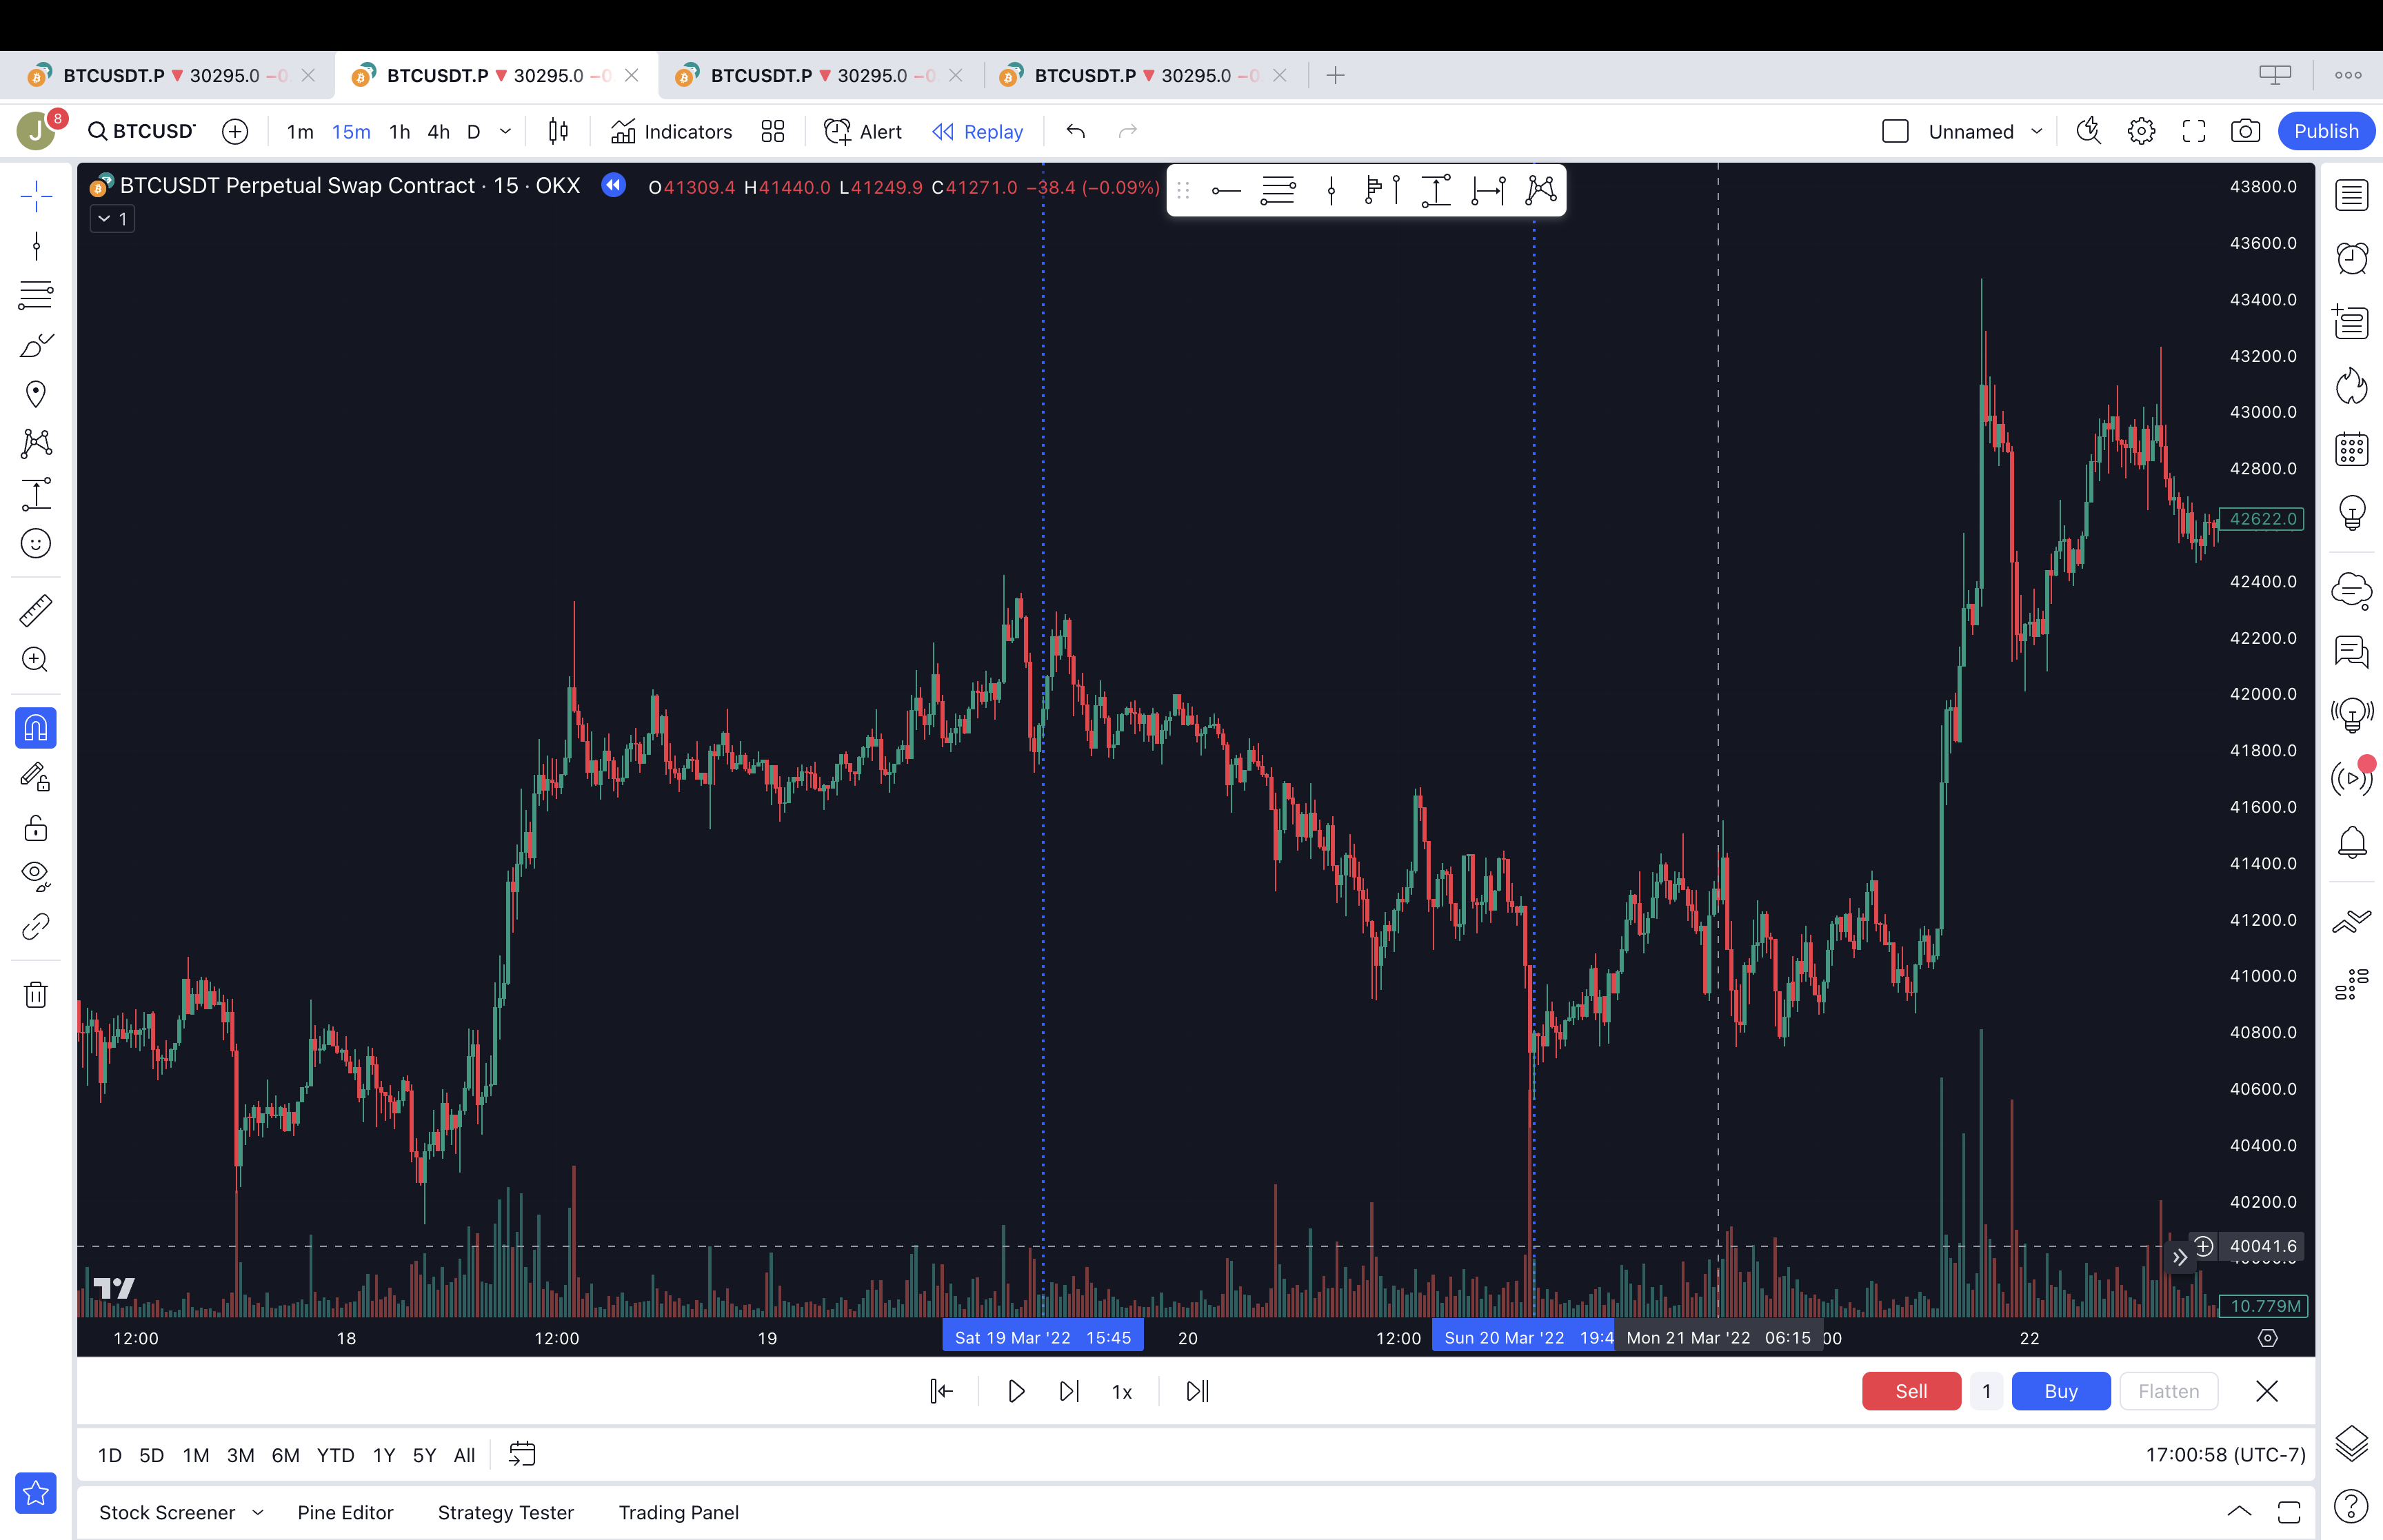 BTCUSDT.P ▼ 30295.0 −0 BTCUSDT.P ▼ 30295.0 −0 BTCUSDT.P ▼ 30295.0 −0 BTCUSDT.P ▼ 30295.0 −0
J 8 BTCUSD 1m 15m 1h 4h D Indicators Alert Replay Unnamed Publish
BTCUSDT Perpetual Swap Contract · 15 · OKX O41309.4 H41440.0 L41249.9 C41271.0 −38.4 (−0.09%)
1
43800.0
43600.0
43400.0
43200.0
43000.0
42800.0
42622.0
42400.0
42200.0
42000.0
41800.0
41600.0
41400.0
41200.0
41000.0
40800.0
40600.0
40400.0
40200.0
40041.6
10.779M
12:00 18 12:00 19 Sat 19 Mar '22 15:45 20 12:00 Sun 20 Mar '22 19:4 Mon 21 Mar '22 06:15 :00 22
1x Sell 1 Buy Flatten
1D 5D 1M 3M 6M YTD 1Y 5Y All 17:00:58 (UTC-7)
Stock Screener Pine Editor Strategy Tester Trading Panel